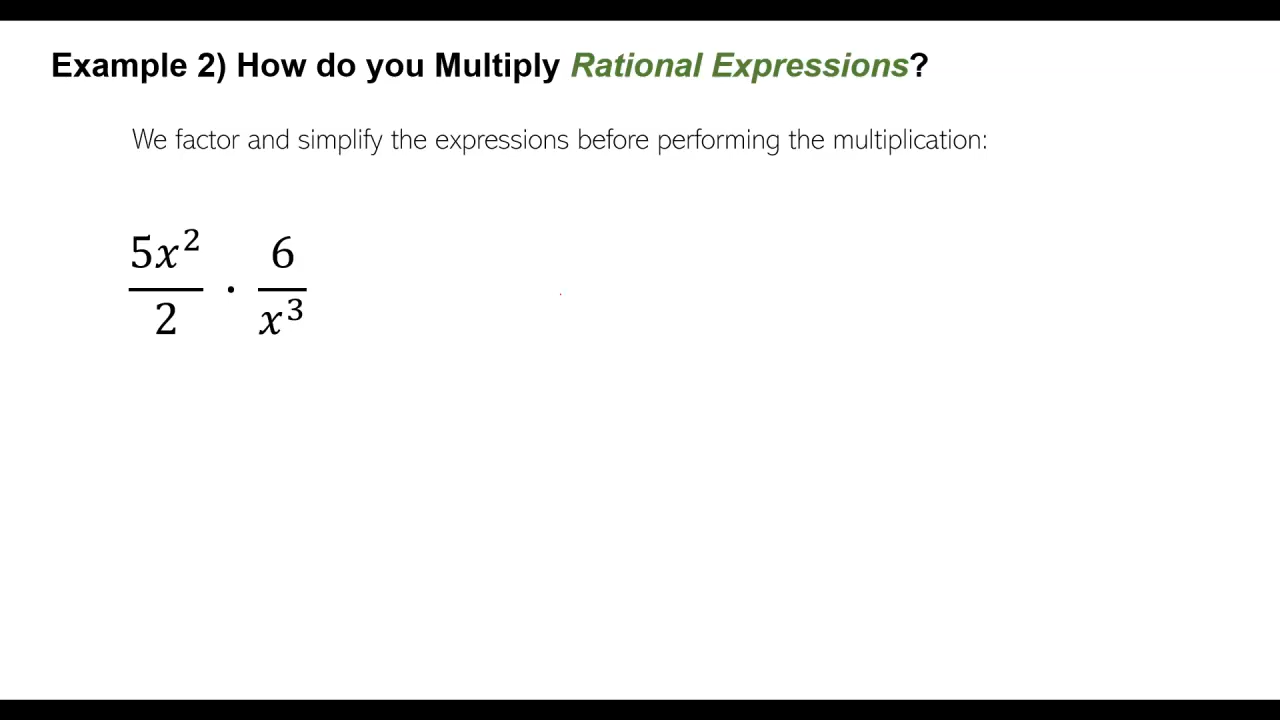 Example 2) How do you Multiply Rational Expressions?
We factor and simplify the expressions before performing the multiplication:
5x²/2 · 6/x³